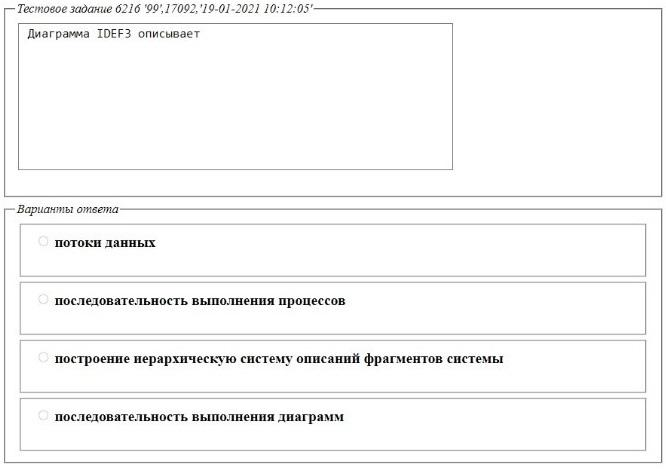 Тестовое задание 6216 '99',17092,'19-01-2021 10:12:05'
Диаграмма IDEF3 описывает
Варианты ответа
потоки данных
последовательность выполнения процессов
построение иерархическую систему описаний фрагментов системы
последовательность выполнения диаграмм